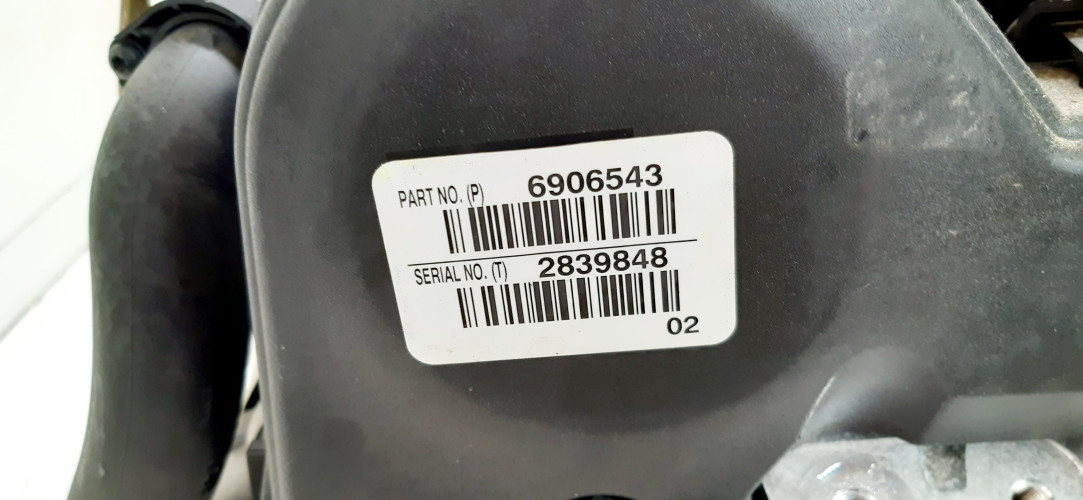 PART NO. (P) 6906543
SERIAL NO. (T) 2839848
02